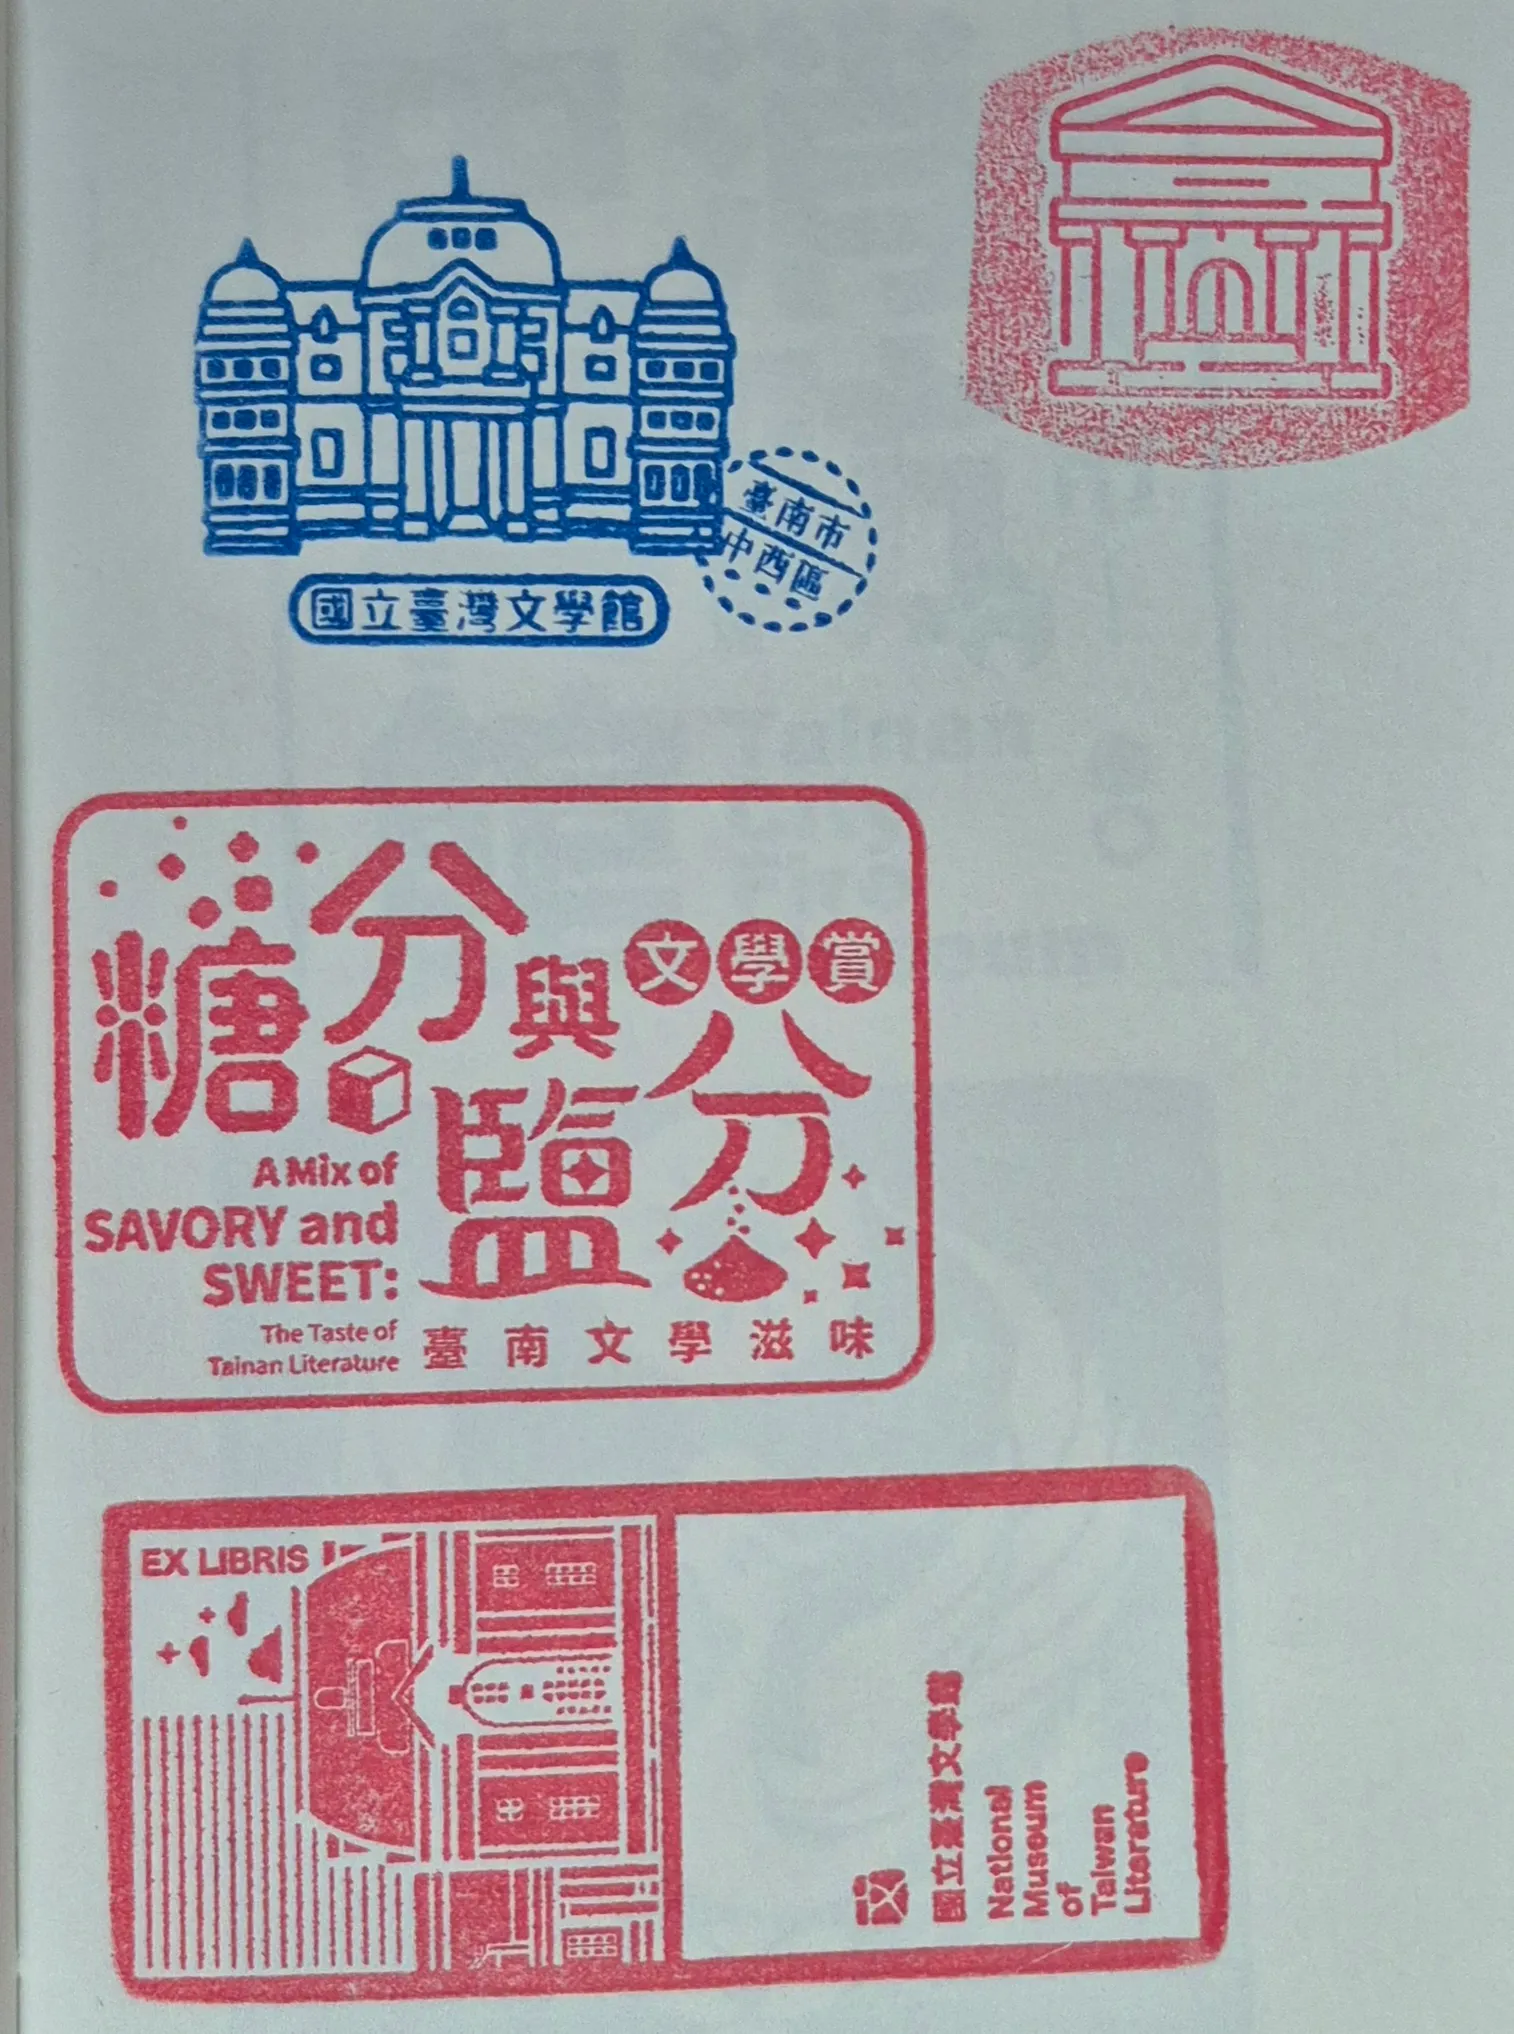 臺南市
中西區
國立臺灣文學館
糖分與鹽分
文學賞
A Mix of
SAVORY and
SWEET:
The Taste of
Tainan Literature
臺南文學滋味
EX LIBRIS
國立臺灣文學館
National
Museum
of
Taiwan
Literature